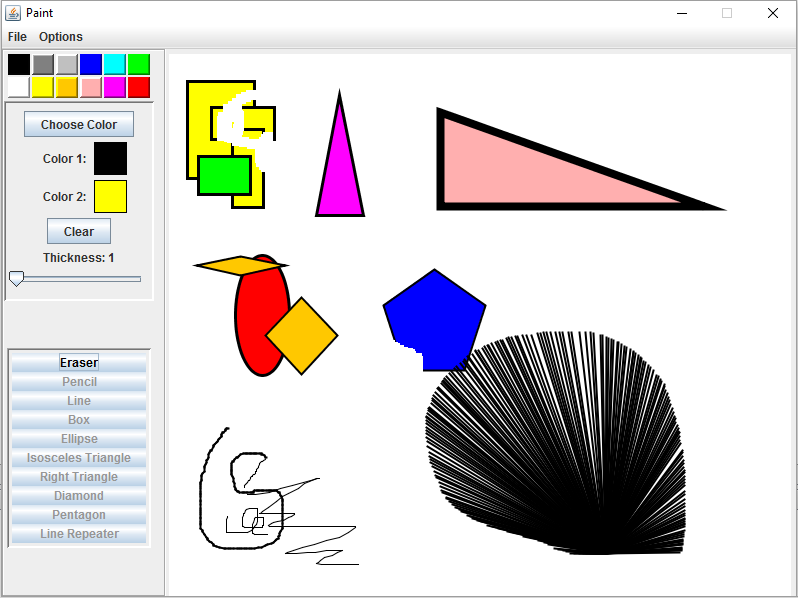 Paint
File Options
Choose Color
Color 1:
Color 2:
Clear
Thickness: 1
Eraser
Pencil
Line
Box
Ellipse
Isosceles Triangle
Right Triangle
Diamond
Pentagon
Line Repeater